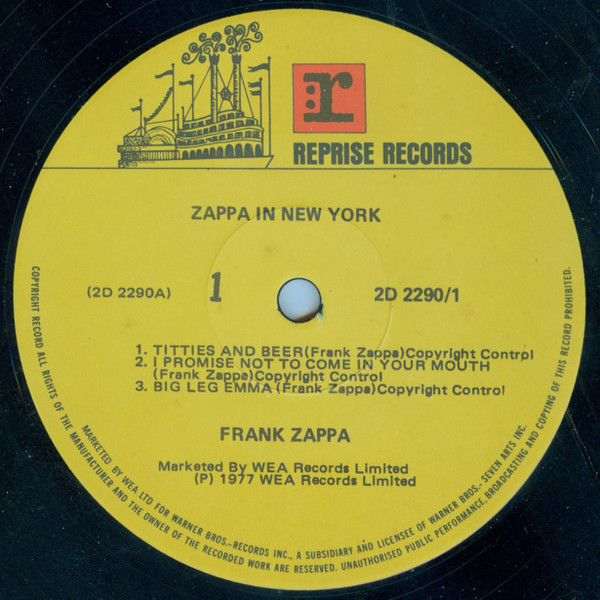 r
REPRISE RECORDS
ZAPPA IN NEW YORK
(2D 2290A) 1 2D 2290/1
1. TITTIES AND BEER(Frank Zappa)Copyright Control
2. I PROMISE NOT TO COME IN YOUR MOUTH
(Frank Zappa)Copyright Control
3. BIG LEG EMMA (Frank Zappa)Copyright Control
FRANK ZAPPA
Marketed By WEA Records Limited
(P) 1977 WEA Records Limited
COPYRIGHT RECORD ALL RIGHTS OF THE MANUFACTURER AND THE OWNER OF THE RECORDED WORK ARE RESERVED. UNAUTHORISED PUBLIC PERFORMANCE, BROADCASTING AND COPYING OF THIS RECORD PROHIBITED.
MARKETED BY WEA LTD FOR WARNER BROS.-RECORDS INC., A SUBSIDIARY AND LICENSEE OF WARNER BROS.- SEVEN ARTS INC.